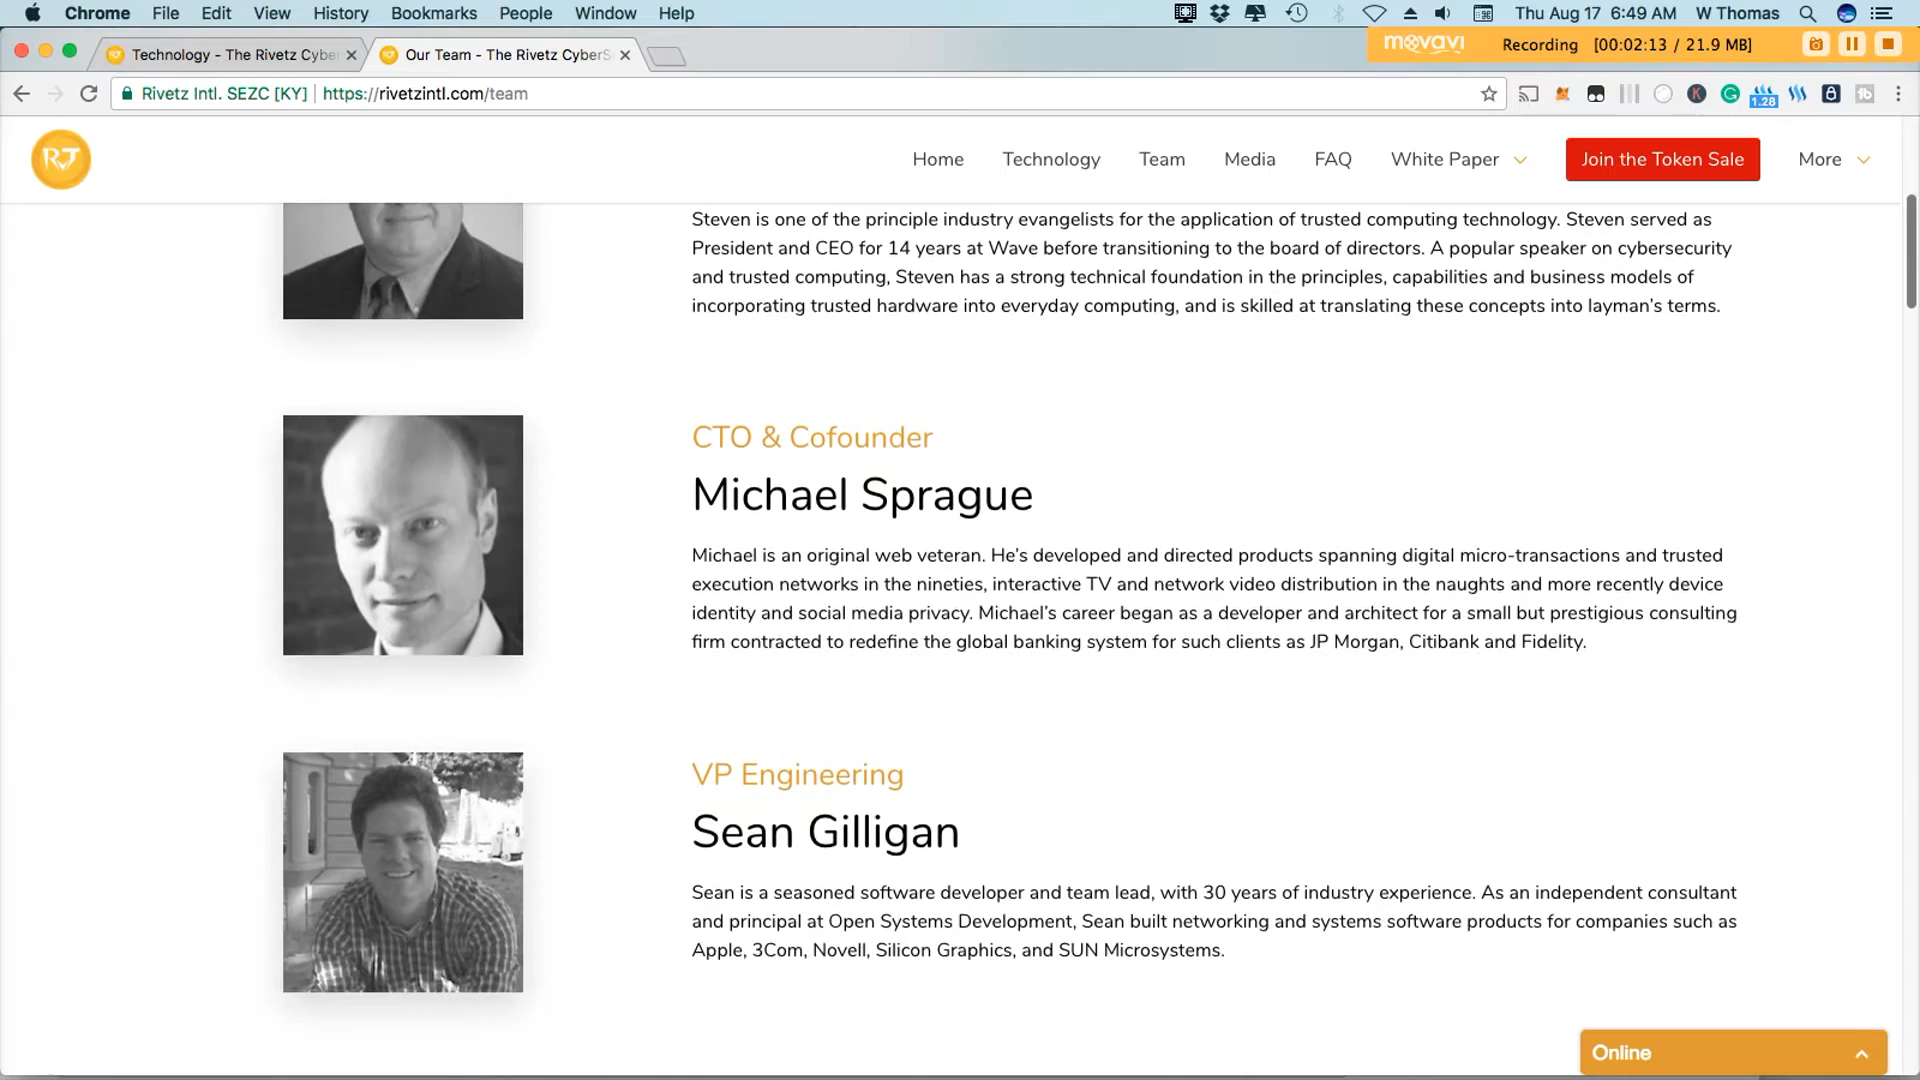 Chrome File Edit View History Bookmarks People Window Help Thu Aug 17 6:49 AM W Thomas
movavi Recording [00:02:13 / 21.9 MB]
Technology - The Rivetz Cybe Our Team - The Rivetz CyberS
Rivetz Intl. SEZC [KY] https://rivetzintl.com/team
1.28
RT Home Technology Team Media FAQ White Paper Join the Token Sale More
Steven is one of the principle industry evangelists for the application of trusted computing technology. Steven served as
President and CEO for 14 years at Wave before transitioning to the board of directors. A popular speaker on cybersecurity
and trusted computing, Steven has a strong technical foundation in the principles, capabilities and business models of
incorporating trusted hardware into everyday computing, and is skilled at translating these concepts into layman’s terms.
CTO & Cofounder
Michael Sprague
Michael is an original web veteran. He’s developed and directed products spanning digital micro-transactions and trusted
execution networks in the nineties, interactive TV and network video distribution in the naughts and more recently device
identity and social media privacy. Michael’s career began as a developer and architect for a small but prestigious consulting
firm contracted to redefine the global banking system for such clients as JP Morgan, Citibank and Fidelity.
VP Engineering
Sean Gilligan
Sean is a seasoned software developer and team lead, with 30 years of industry experience. As an independent consultant
and principal at Open Systems Development, Sean built networking and systems software products for companies such as
Apple, 3Com, Novell, Silicon Graphics, and SUN Microsystems.
Online